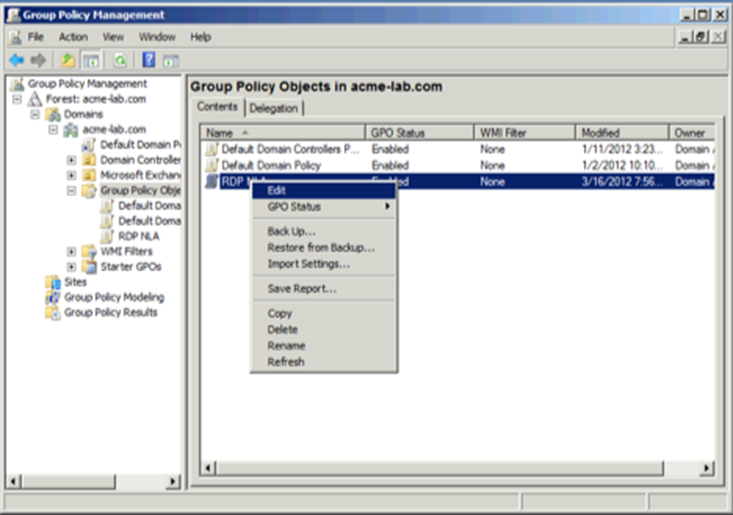 Group Policy Management
File Action View Window Help
Group Policy Management
Forest: acme-lab.com
Domains
acme-lab.com
Default Domain P
Domain Controller
Microsoft Exchan
Group Policy Obje
Default Doma
Default Doma
RDP NLA
WMI Filters
Starter GPOs
Sites
Group Policy Modeling
Group Policy Results
Group Policy Objects in acme-lab.com
Contents Delegation
Name GPO Status WMI Filter Modified Owner
Default Domain Controllers P... Enabled None 1/11/2012 3:23... Domain
Default Domain Policy Enabled None 1/2/2012 10:10... Domain
RDP None 3/16/2012 7:56... Domain
Edit
GPO Status
Back Up...
Restore from Backup...
Import Settings...
Save Report...
Copy
Delete
Rename
Refresh